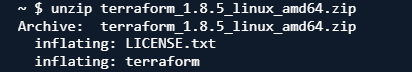 ~ $ unzip terraform_1.8.5_linux_amd64.zip
Archive:  terraform_1.8.5_linux_amd64.zip
  inflating: LICENSE.txt
  inflating: terraform